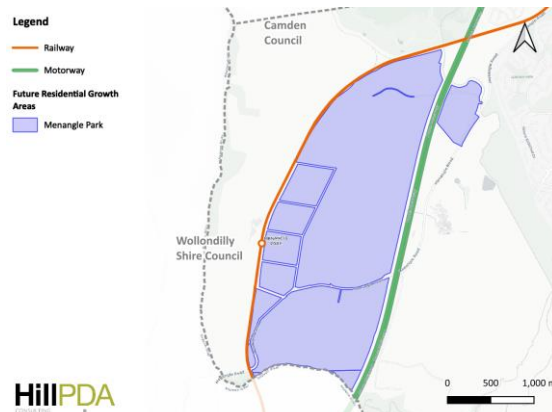 Legend
Railway
Motorway
Future Residential Growth
Areas
Menangle Park
Camden
Council
Wollondilly
Shire Council
HillPDA
CONSULTING
0 500 1,000 m